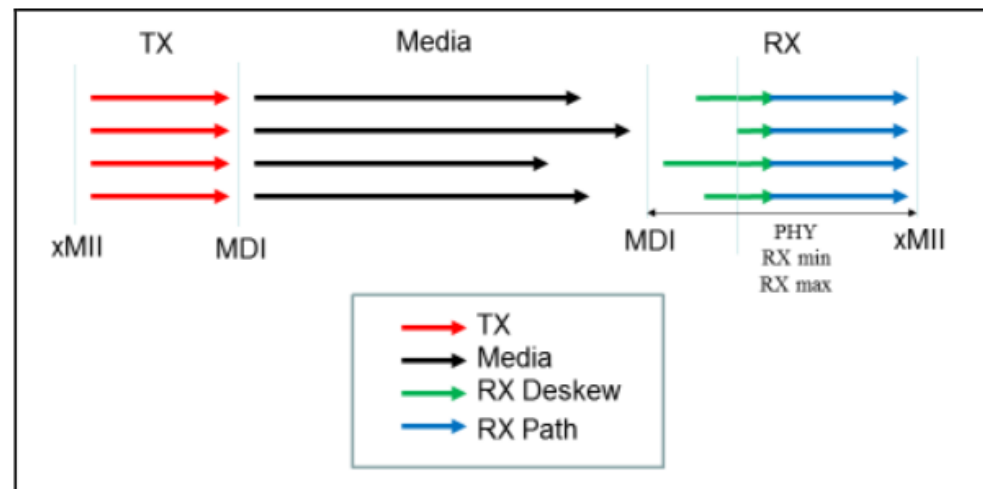 TX Media RX
xMII MDI MDI xMII
PHY
RX min
RX max
TX
Media
RX Deskew
RX Path